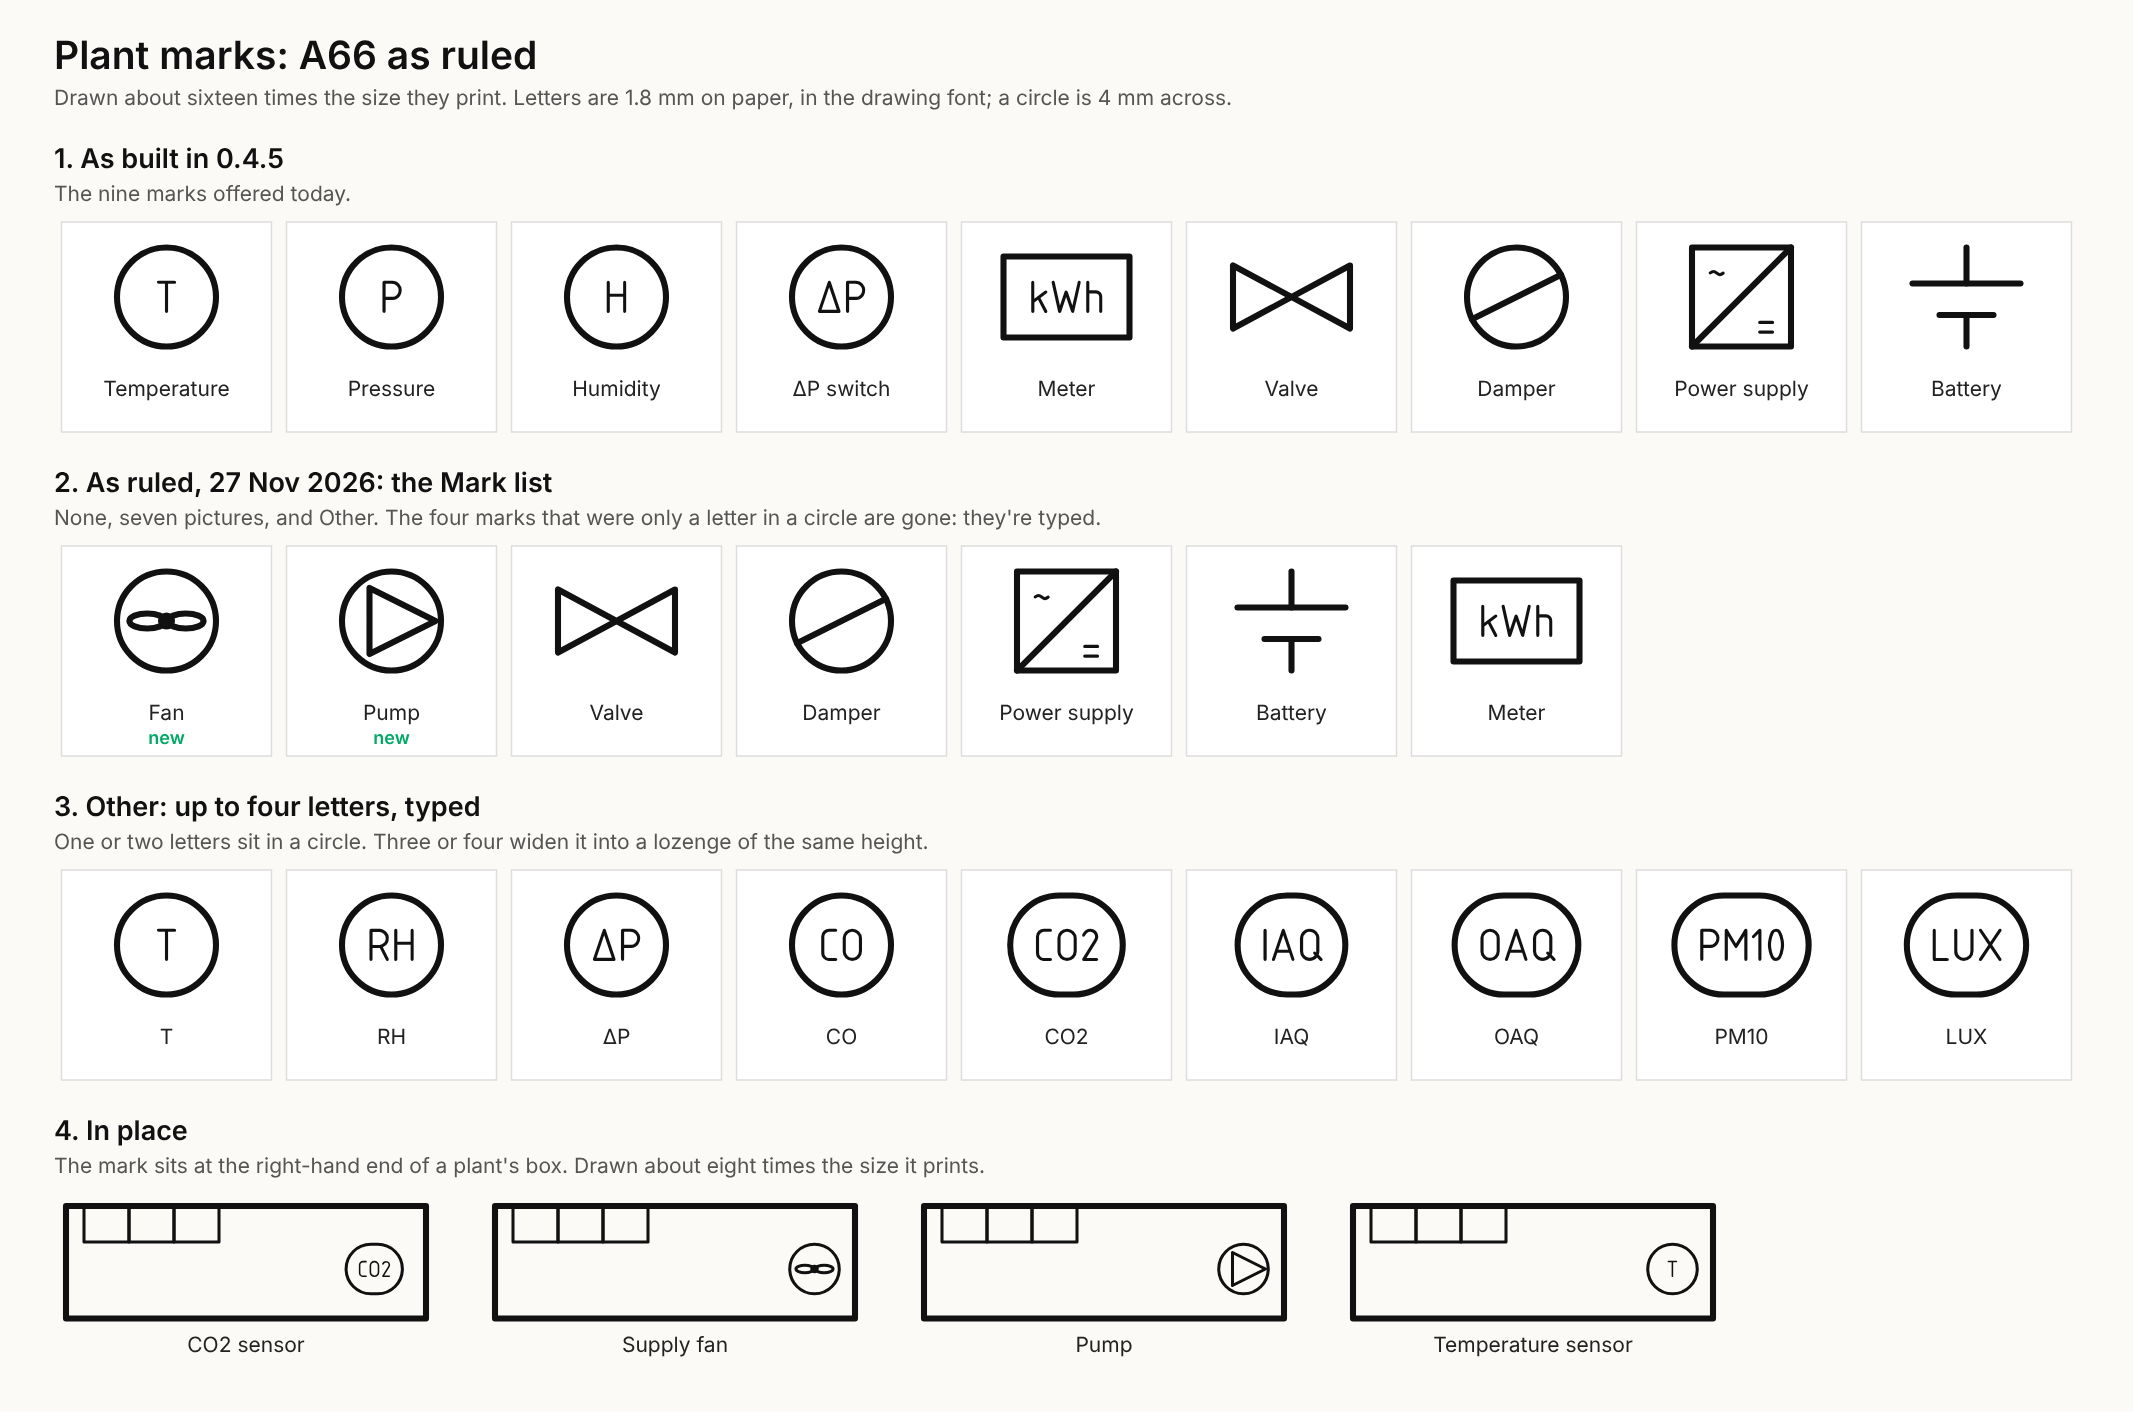 Plant marks: A66 as ruled
Drawn about sixteen times the size they print. Letters are 1.8 mm on paper, in the drawing font; a circle is 4 mm across.
1. As built in 0.4.5
The nine marks offered today.
T P H ΔP kWh ~ =
Temperature Pressure Humidity ΔP switch Meter Valve Damper Power supply Battery
2. As ruled, 27 Nov 2026: the Mark list
None, seven pictures, and Other. The four marks that were only a letter in a circle are gone: they're typed.
~ = kWh
Fan Pump Valve Damper Power supply Battery Meter
new new
3. Other: up to four letters, typed
One or two letters sit in a circle. Three or four widen it into a lozenge of the same height.
T RH ΔP CO CO2 IAQ OAQ PM10 LUX
T RH ΔP CO CO2 IAQ OAQ PM10 LUX
4. In place
The mark sits at the right-hand end of a plant's box. Drawn about eight times the size it prints.
CO2 T
CO2 sensor Supply fan Pump Temperature sensor